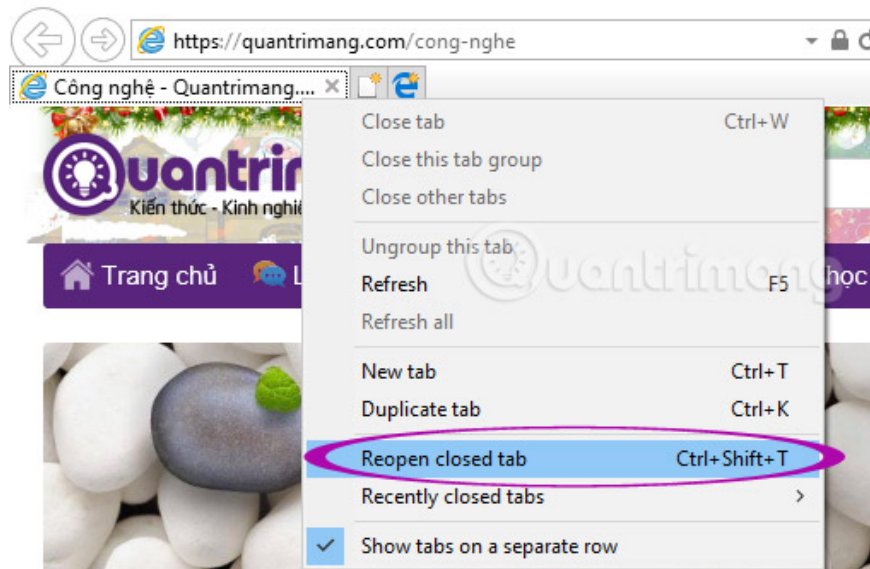 https://quantrimang.com/cong-nghe
Công nghệ - Quantrimang....
Close tab Ctrl+W
Close this tab group
Close other tabs
Kiến thức - Kinh
Ungroup this tab
Quantrimang
Trang chủ
học
Refresh F5
Refresh all
New tab Ctrl+T
Duplicate tab Ctrl+K
Reopen closed tab Ctrl+Shift+T
Recently closed tabs
Show tabs on a separate row